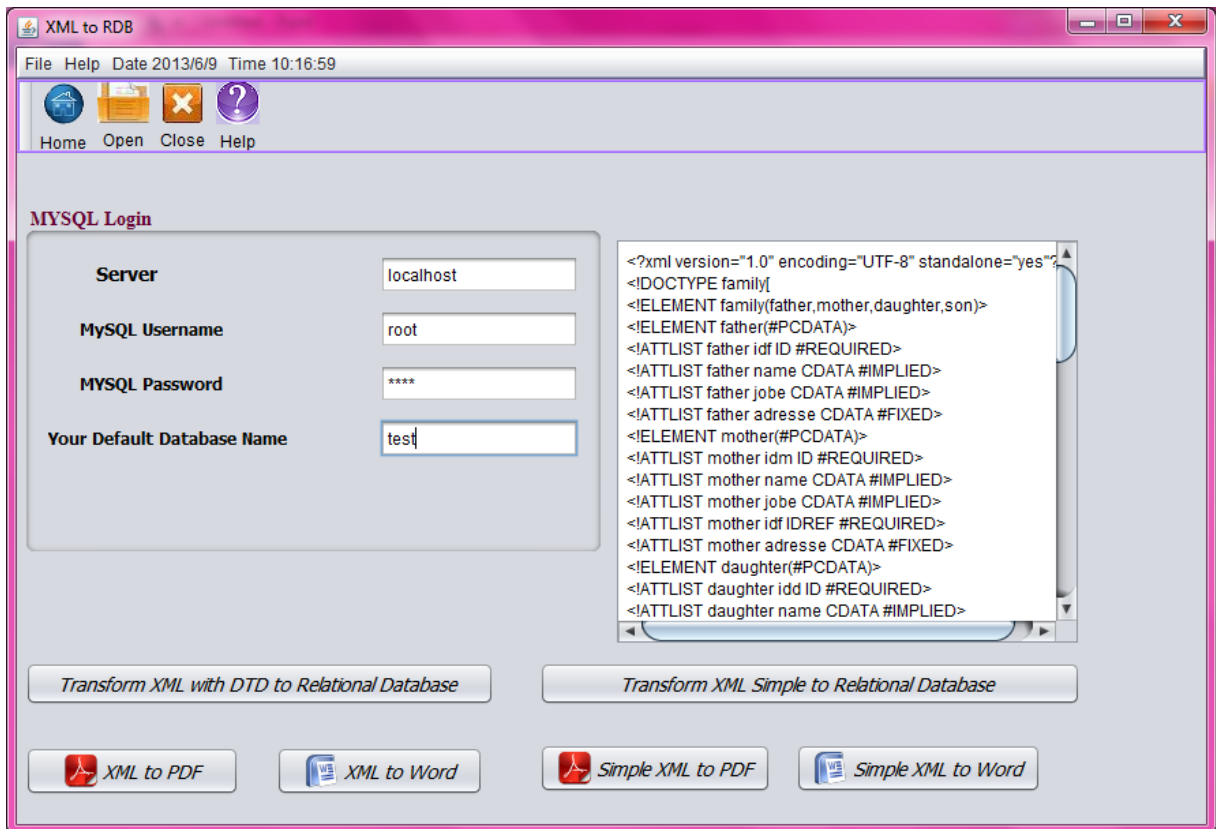 XML to RDB
File Help Date 2013/6/9 Time 10:16:59
Home Open Close Help
MYSQL Login
Server localhost
MySQL Username root
MYSQL Password ****
Your Default Database Name test
<?xml version="1.0" encoding="UTF-8" standalone="yes"?
<!DOCTYPE family[
<!ELEMENT family(father,mother,daughter,son)>
<!ELEMENT father(#PCDATA)>
<!ATTLIST father idf ID #REQUIRED>
<!ATTLIST father name CDATA #IMPLIED>
<!ATTLIST father jobe CDATA #IMPLIED>
<!ATTLIST father adresse CDATA #FIXED>
<!ELEMENT mother(#PCDATA)>
<!ATTLIST mother idm ID #REQUIRED>
<!ATTLIST mother name CDATA #IMPLIED>
<!ATTLIST mother jobe CDATA #IMPLIED>
<!ATTLIST mother idf IDREF #REQUIRED>
<!ATTLIST mother adresse CDATA #FIXED>
<!ELEMENT daughter(#PCDATA)>
<!ATTLIST daughter idd ID #REQUIRED>
<!ATTLIST daughter name CDATA #IMPLIED>
Transform XML with DTD to Relational Database
Transform XML Simple to Relational Database
XML to PDF
XML to Word
Simple XML to PDF
Simple XML to Word